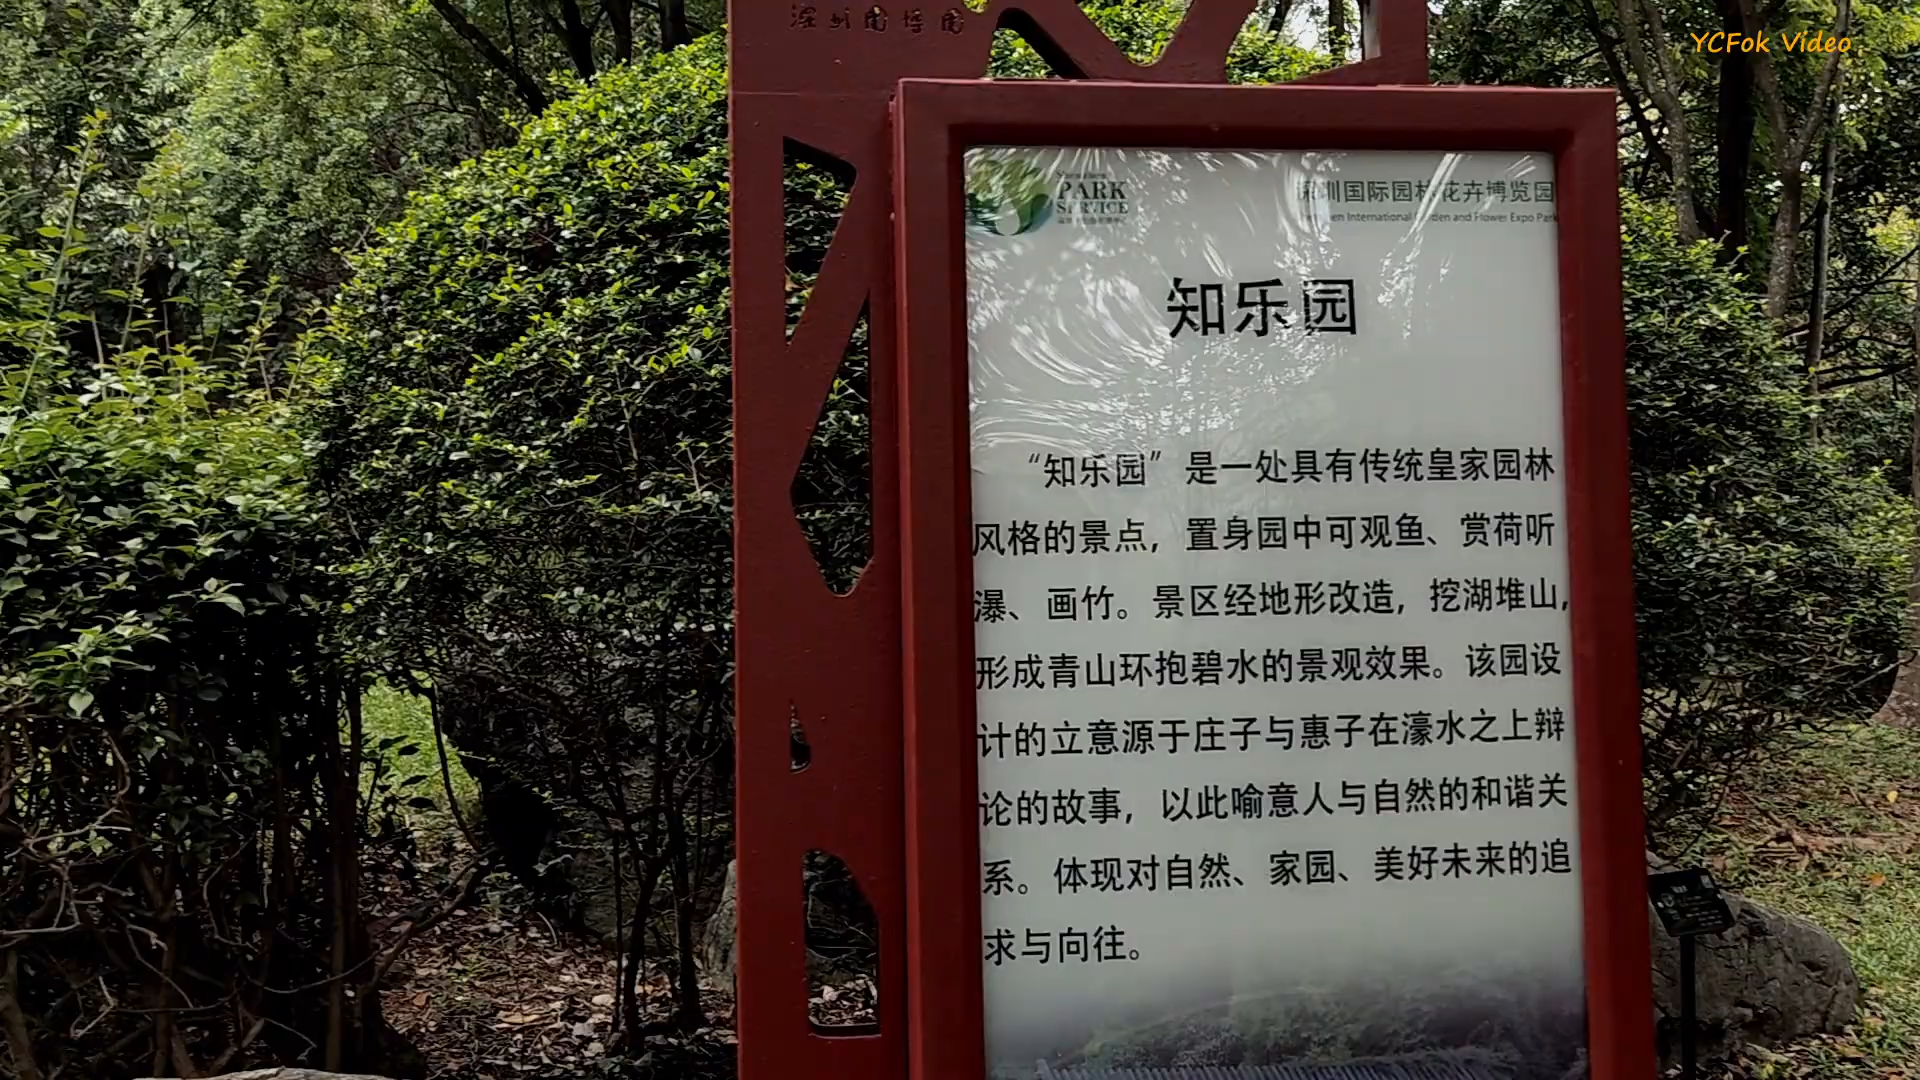 YCFok Video
深圳园博园
PARK
SERVICE
深圳国际园林花卉博览园
Shenzhen International Garden and Flower Expo Park
知乐园
“知乐园”是一处具有传统皇家园林
风格的景点，置身园中可观鱼、赏荷听
瀑、画竹。景区经地形改造，挖湖堆山，
形成青山环抱碧水的景观效果。该园设
计的立意源于庄子与惠子在濠水之上辩
论的故事，以此喻意人与自然的和谐关
系。体现对自然、家园、美好未来的追
求与向往。